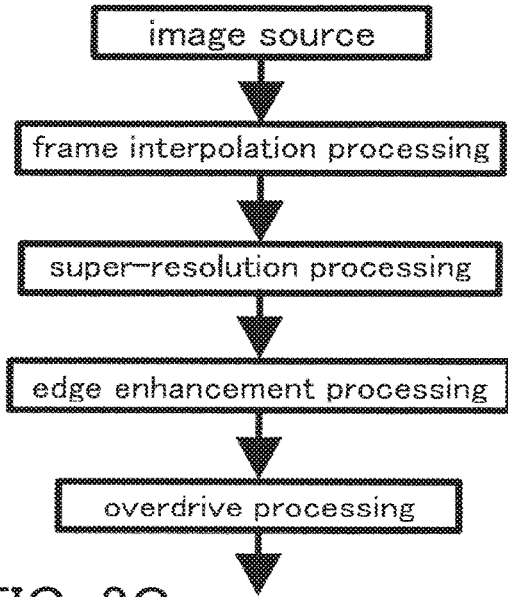 image source
frame interpolation processing
super-resolution processing
edge enhancement processing
overdrive processing